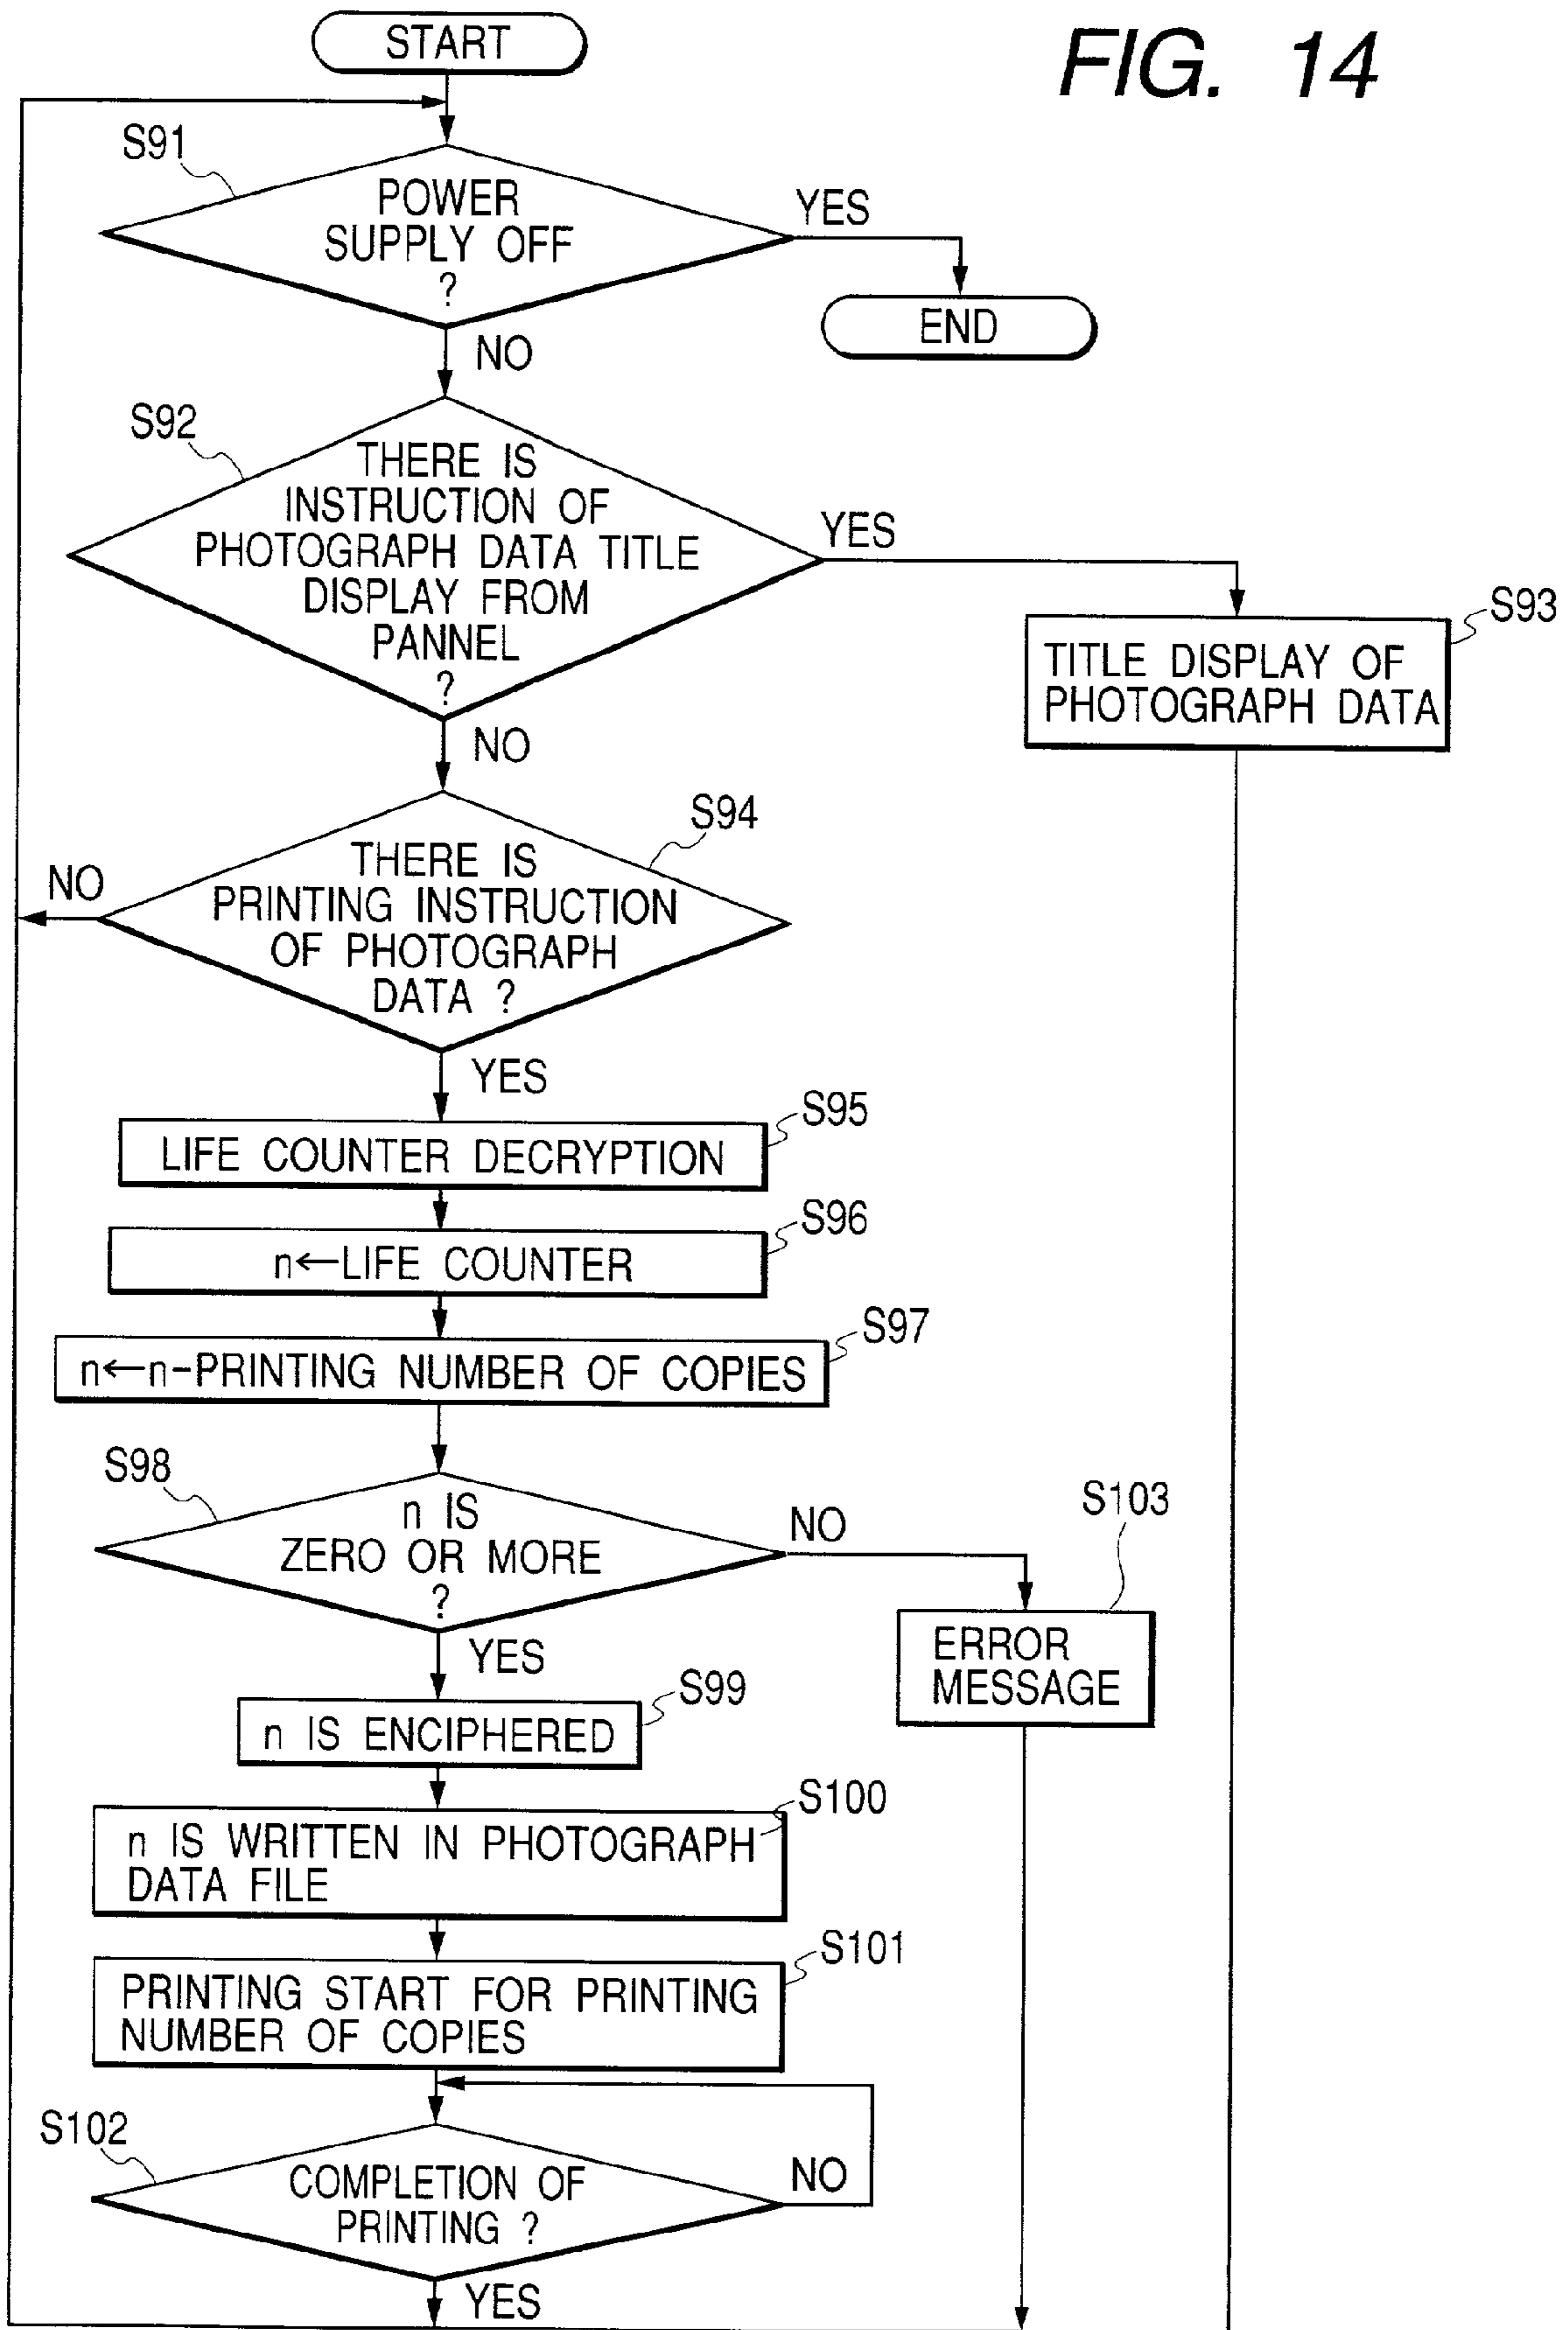 FIG. 14
START
S91
POWER
SUPPLY OFF
?
YES
END
NO
S92
THERE IS
INSTRUCTION OF
PHOTOGRAPH DATA TITLE
DISPLAY FROM
PANNEL
?
YES
S93
TITLE DISPLAY OF
PHOTOGRAPH DATA
NO
S94
THERE IS
PRINTING INSTRUCTION
OF PHOTOGRAPH
DATA ?
NO
YES
S95
LIFE COUNTER DECRYPTION
S96
n←LIFE COUNTER
S97
n←n-PRINTING NUMBER OF COPIES
S98
n IS
ZERO OR MORE
?
NO
S103
ERROR
MESSAGE
YES
S99
n IS ENCIPHERED
S100
n IS WRITTEN IN PHOTOGRAPH
DATA FILE
S101
PRINTING START FOR PRINTING
NUMBER OF COPIES
S102
COMPLETION OF
PRINTING ?
NO
YES